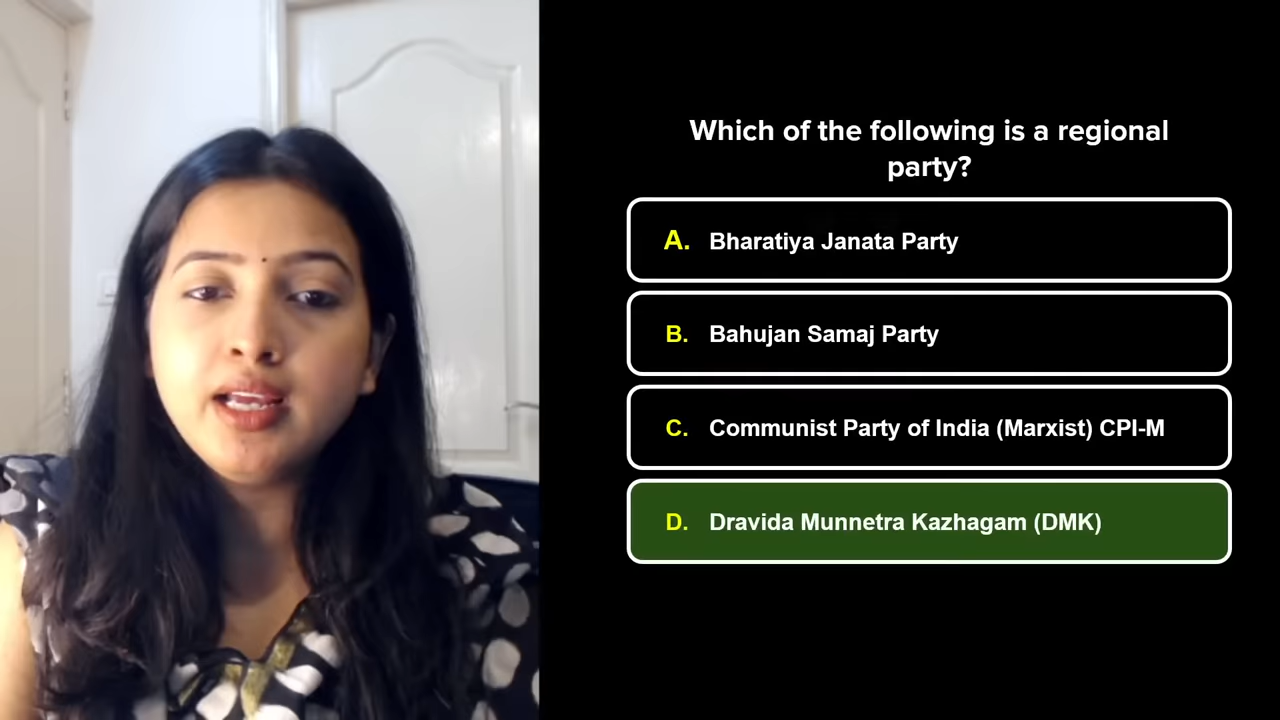 Which of the following is a regional
party?
A. Bharatiya Janata Party
B. Bahujan Samaj Party
C. Communist Party of India (Marxist) CPI-M
D. Dravida Munnetra Kazhagam (DMK)